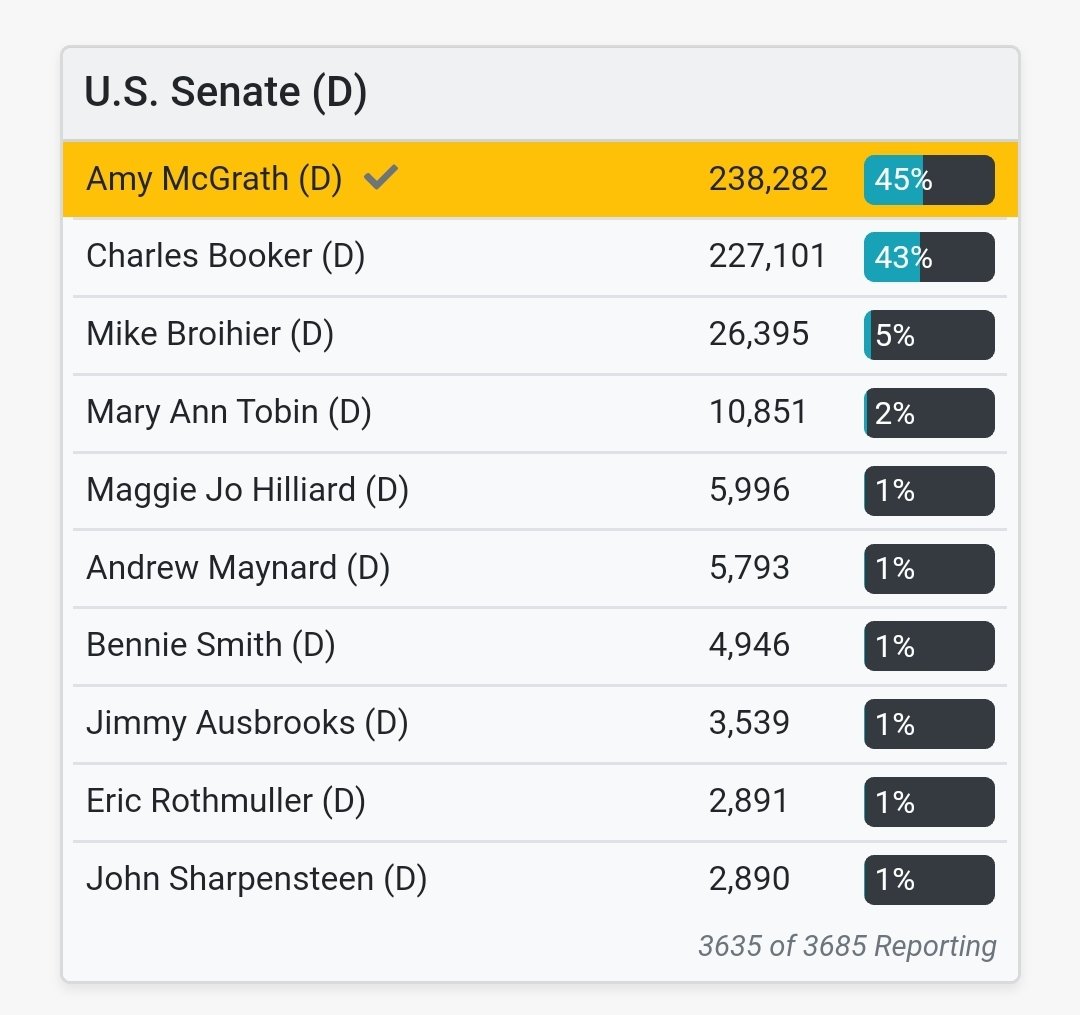 U.S. Senate (D)
Amy McGrath (D) ✓ 238,282 45%
Charles Booker (D) 227,101 43%
Mike Broihier (D) 26,395 5%
Mary Ann Tobin (D) 10,851 2%
Maggie Jo Hilliard (D) 5,996 1%
Andrew Maynard (D) 5,793 1%
Bennie Smith (D) 4,946 1%
Jimmy Ausbrooks (D) 3,539 1%
Eric Rothmuller (D) 2,891 1%
John Sharpensteen (D) 2,890 1%
3635 of 3685 Reporting